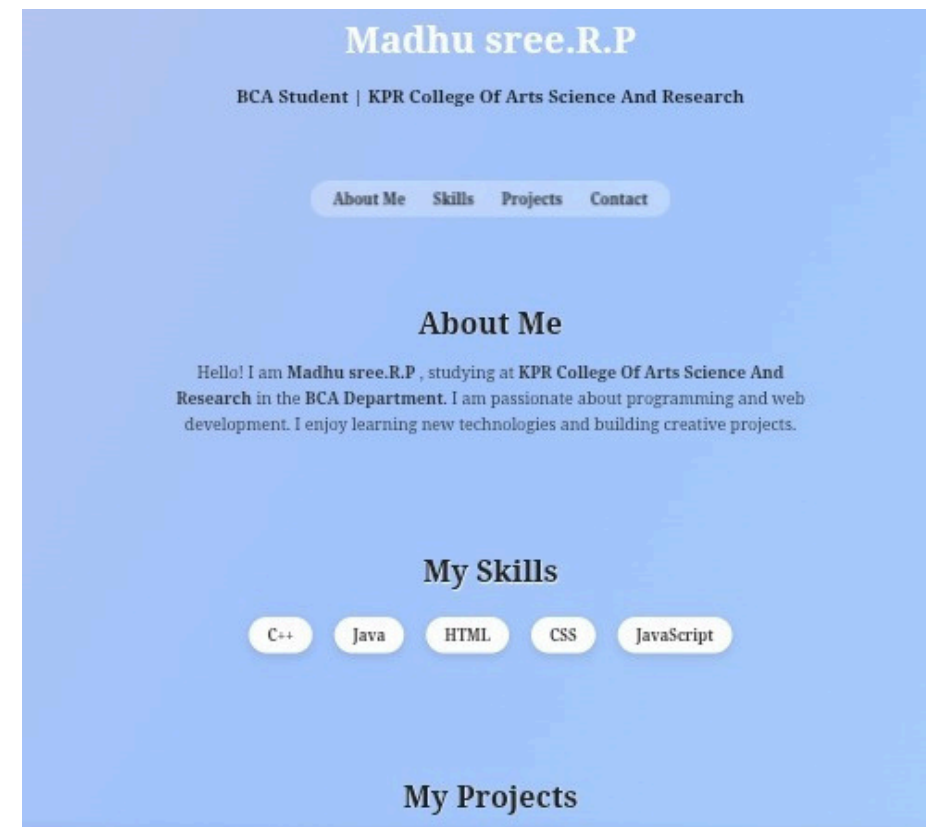 Madhu sree.R.P
BCA Student | KPR College Of Arts Science And Research
About Me Skills Projects Contact
About Me
Hello! I am Madhu sree.R.P , studying at KPR College Of Arts Science And
Research in the BCA Department. I am passionate about programming and web
development. I enjoy learning new technologies and building creative projects.
My Skills
C++ Java HTML CSS JavaScript
My Projects